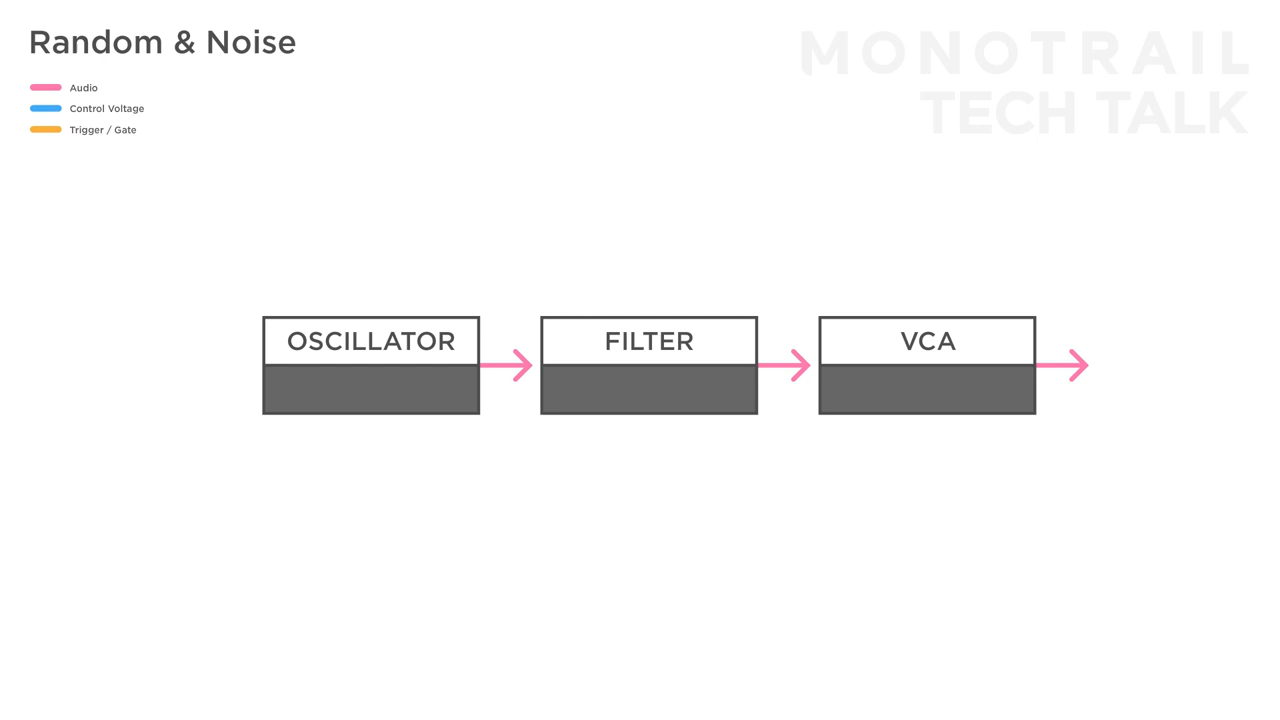 Random & Noise
MONOTRAIL
TECH TALK
Audio
Control Voltage
Trigger / Gate
OSCILLATOR
FILTER
VCA